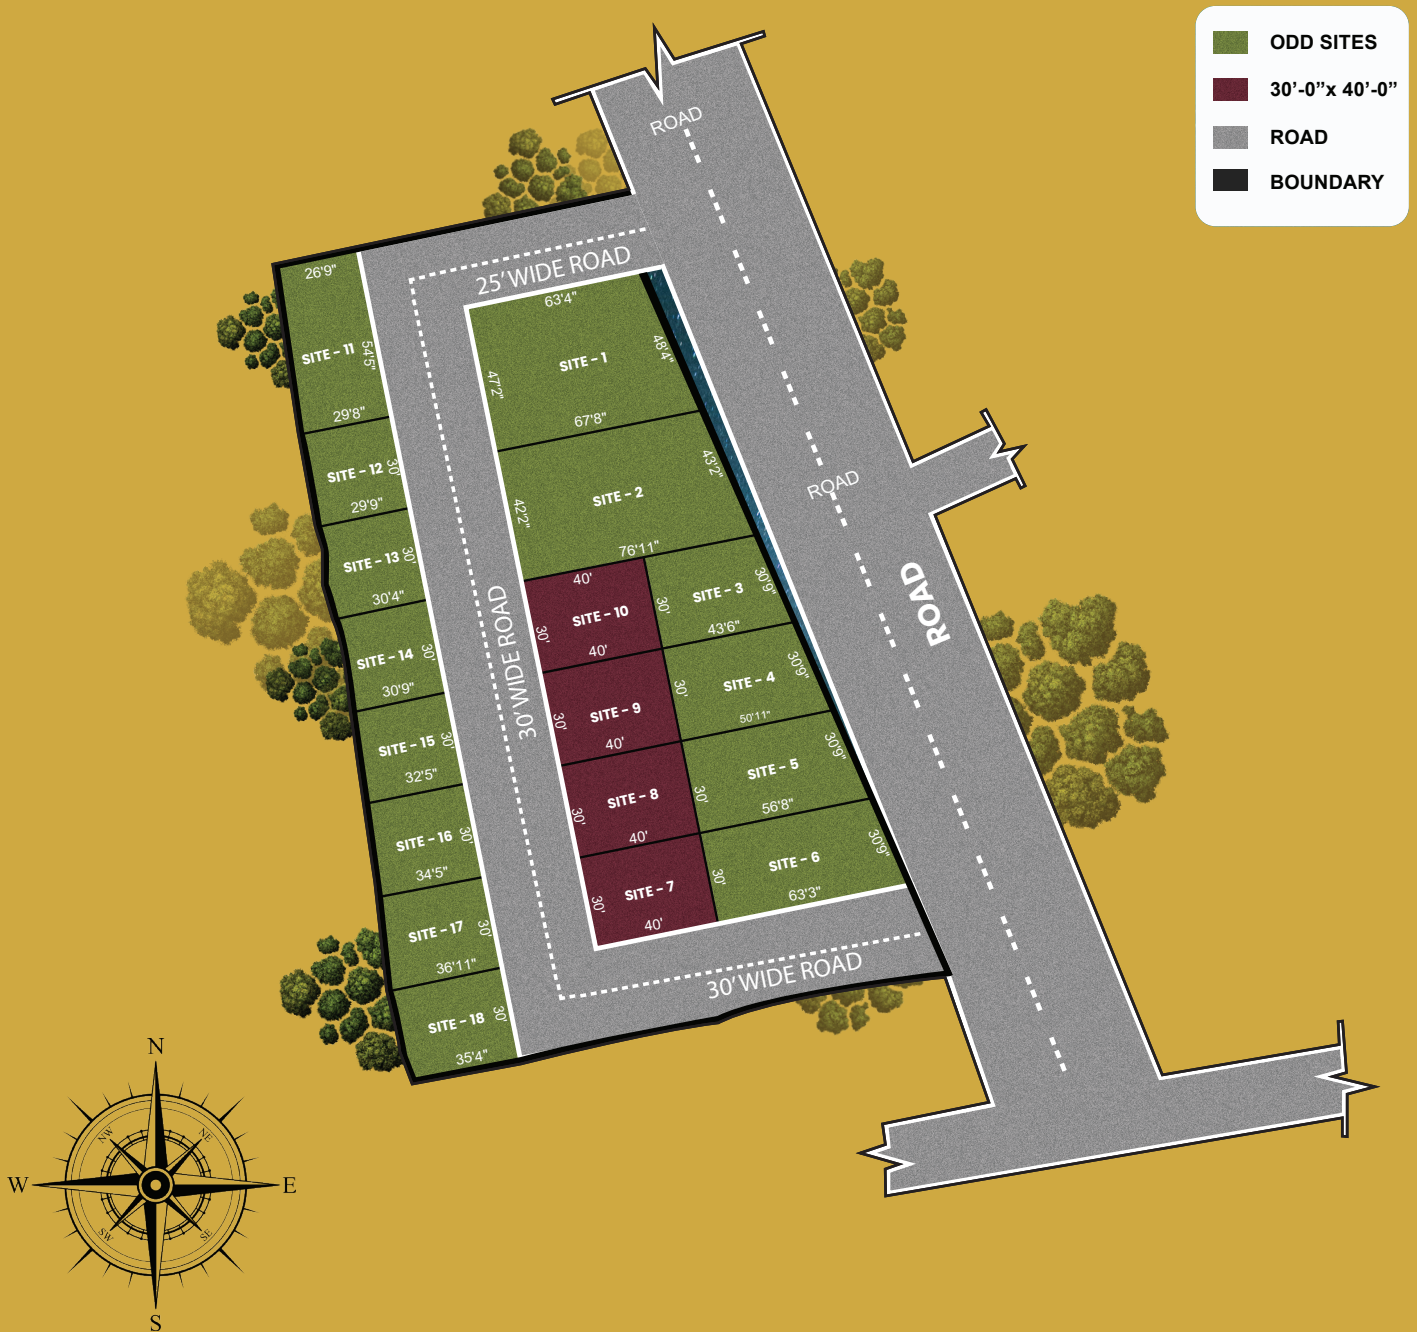 ODD SITES
30’-0”x 40’-0”
ROAD
BOUNDARY
ROAD
25’ WIDE ROAD
26'9"
SITE - 11
54'5"
29'8"
SITE - 12
30'
29'9"
SITE - 13
30'
30'4"
SITE - 14
30'
30'9"
SITE - 15
30'
32'5"
SITE - 16
30'
34'5"
SITE - 17
30'
36'11"
SITE - 18
30'
35'4"
63'4"
SITE - 1
48'4"
47'2"
67'8"
SITE - 2
43'2"
42'2"
76'11"
40'
SITE - 10
30'
30'
40'
SITE - 3
30'9"
43'6"
SITE - 9
30'
30'
40'
SITE - 4
30'9"
50'11"
SITE - 8
30'
30'
40'
SITE - 5
30'9"
56'8"
SITE - 7
30'
30'
40'
SITE - 6
30'9"
63'3"
30’ WIDE ROAD
30’ WIDE ROAD
ROAD
ROAD
N
NW
NE
W
E
SW
SE
S